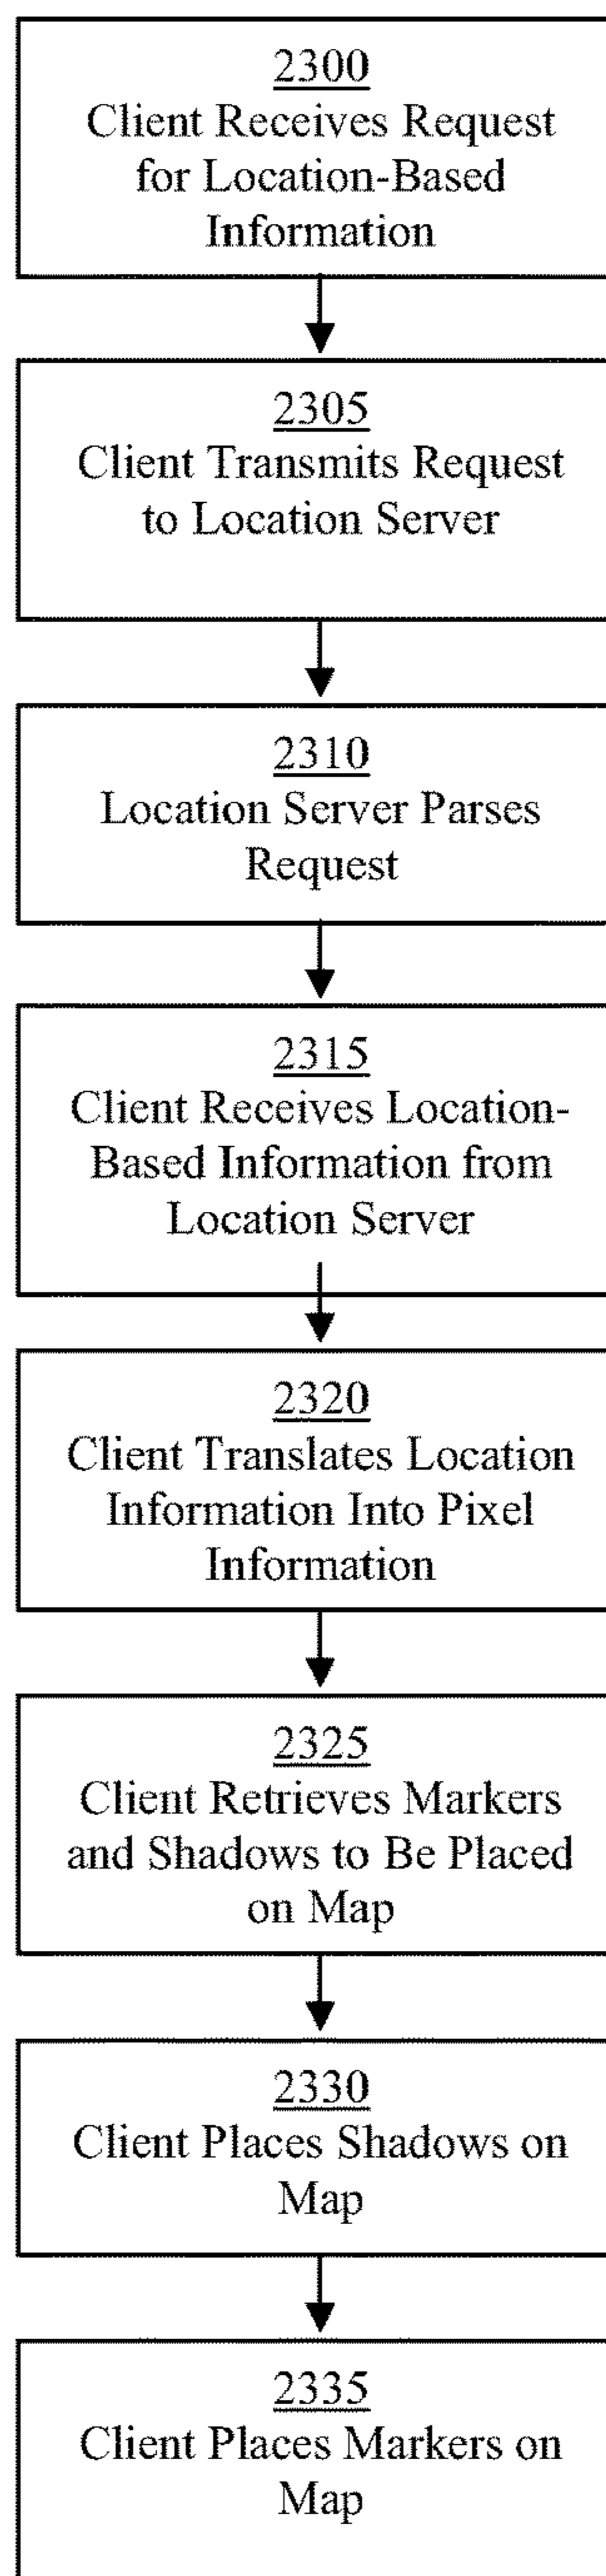 2300
Client Receives Request
for Location-Based
Information
2305
Client Transmits Request
to Location Server
2310
Location Server Parses
Request
2315
Client Receives Location-
Based Information from
Location Server
2320
Client Translates Location
Information Into Pixel
Information
2325
Client Retrieves Markers
and Shadows to Be Placed
on Map
2330
Client Places Shadows on
Map
2335
Client Places Markers on
Map